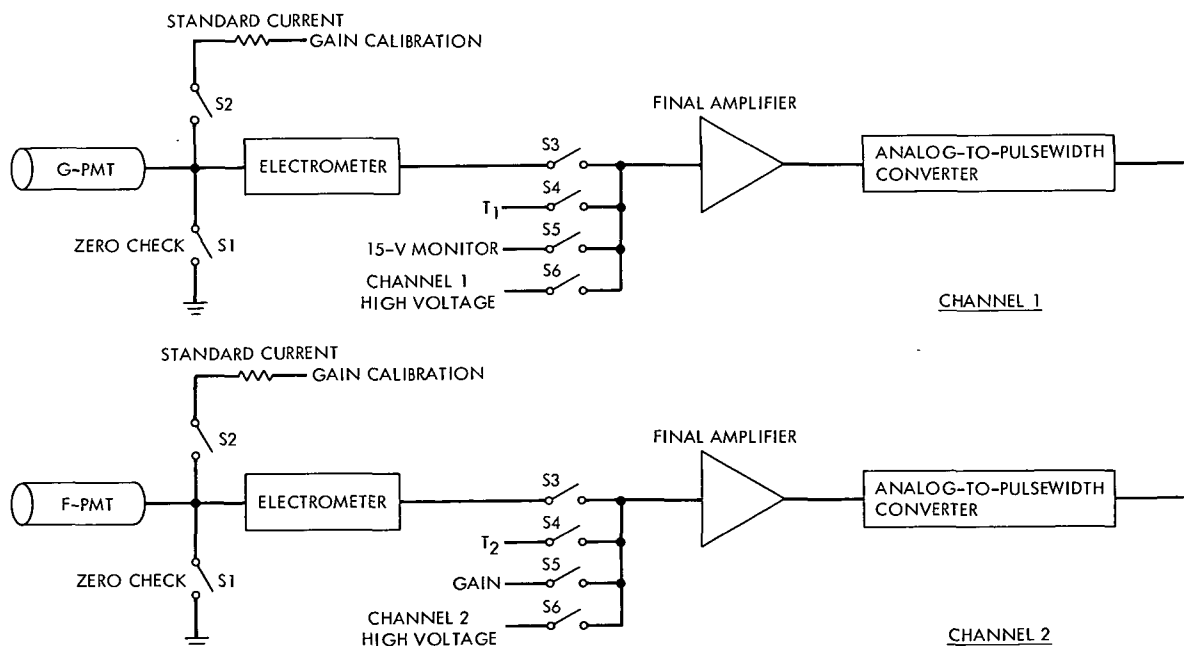 STANDARD CURRENT
GAIN CALIBRATION
S2
FINAL AMPLIFIER
G-PMT
ELECTROMETER
S3
ANALOG-TO-PULSEWIDTH
CONVERTER
S4
T1
ZERO CHECK
S1
S5
15-V MONITOR
S6
CHANNEL 1
HIGH VOLTAGE
CHANNEL 1
STANDARD CURRENT
GAIN CALIBRATION
S2
FINAL AMPLIFIER
F-PMT
ELECTROMETER
S3
ANALOG-TO-PULSEWIDTH
CONVERTER
S4
T2
ZERO CHECK
S1
S5
GAIN
S6
CHANNEL 2
HIGH VOLTAGE
CHANNEL 2